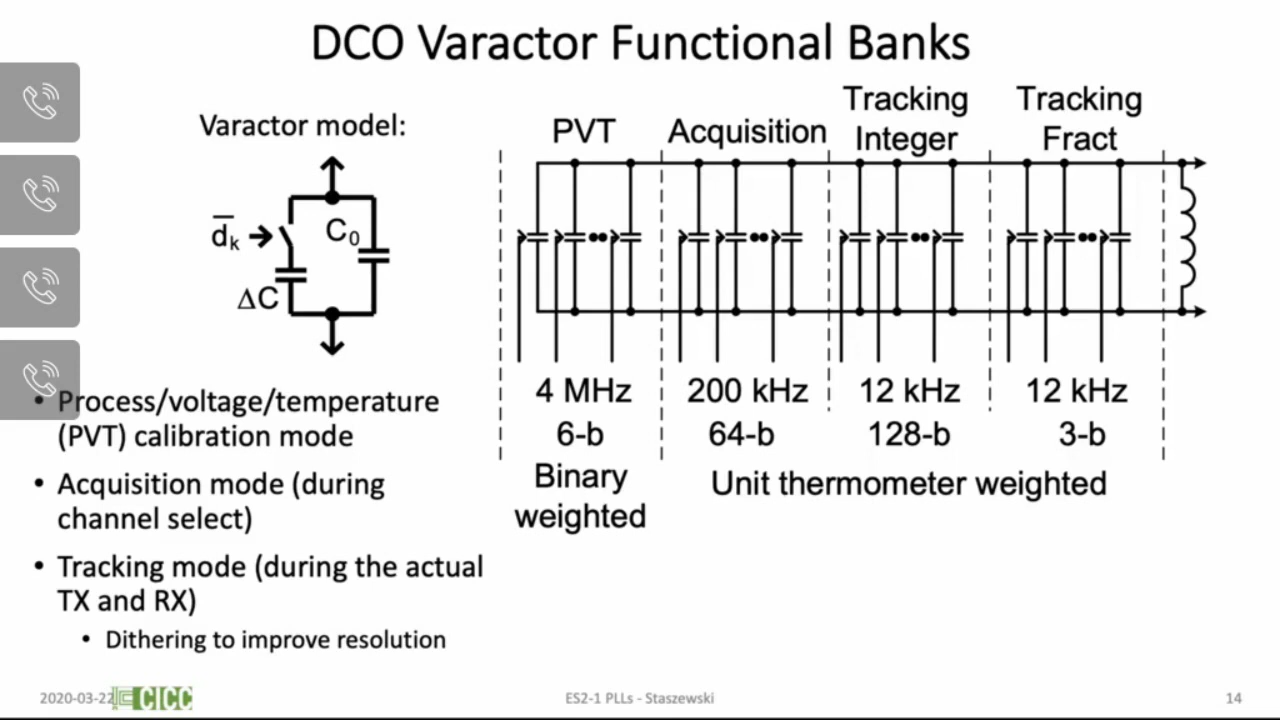 DCO Varactor Functional Banks
Varactor model:
d̅k
C0
ΔC
PVT
Acquisition
Tracking
Integer
Tracking
Fract
4 MHz
200 kHz
12 kHz
12 kHz
6-b
64-b
128-b
3-b
Binary
weighted
Unit thermometer weighted
• Process/voltage/temperature
(PVT) calibration mode
• Acquisition mode (during
channel select)
• Tracking mode (during the actual
TX and RX)
• Dithering to improve resolution
2020-03-22
CICC
ES2-1 PLLs - Staszewski
14